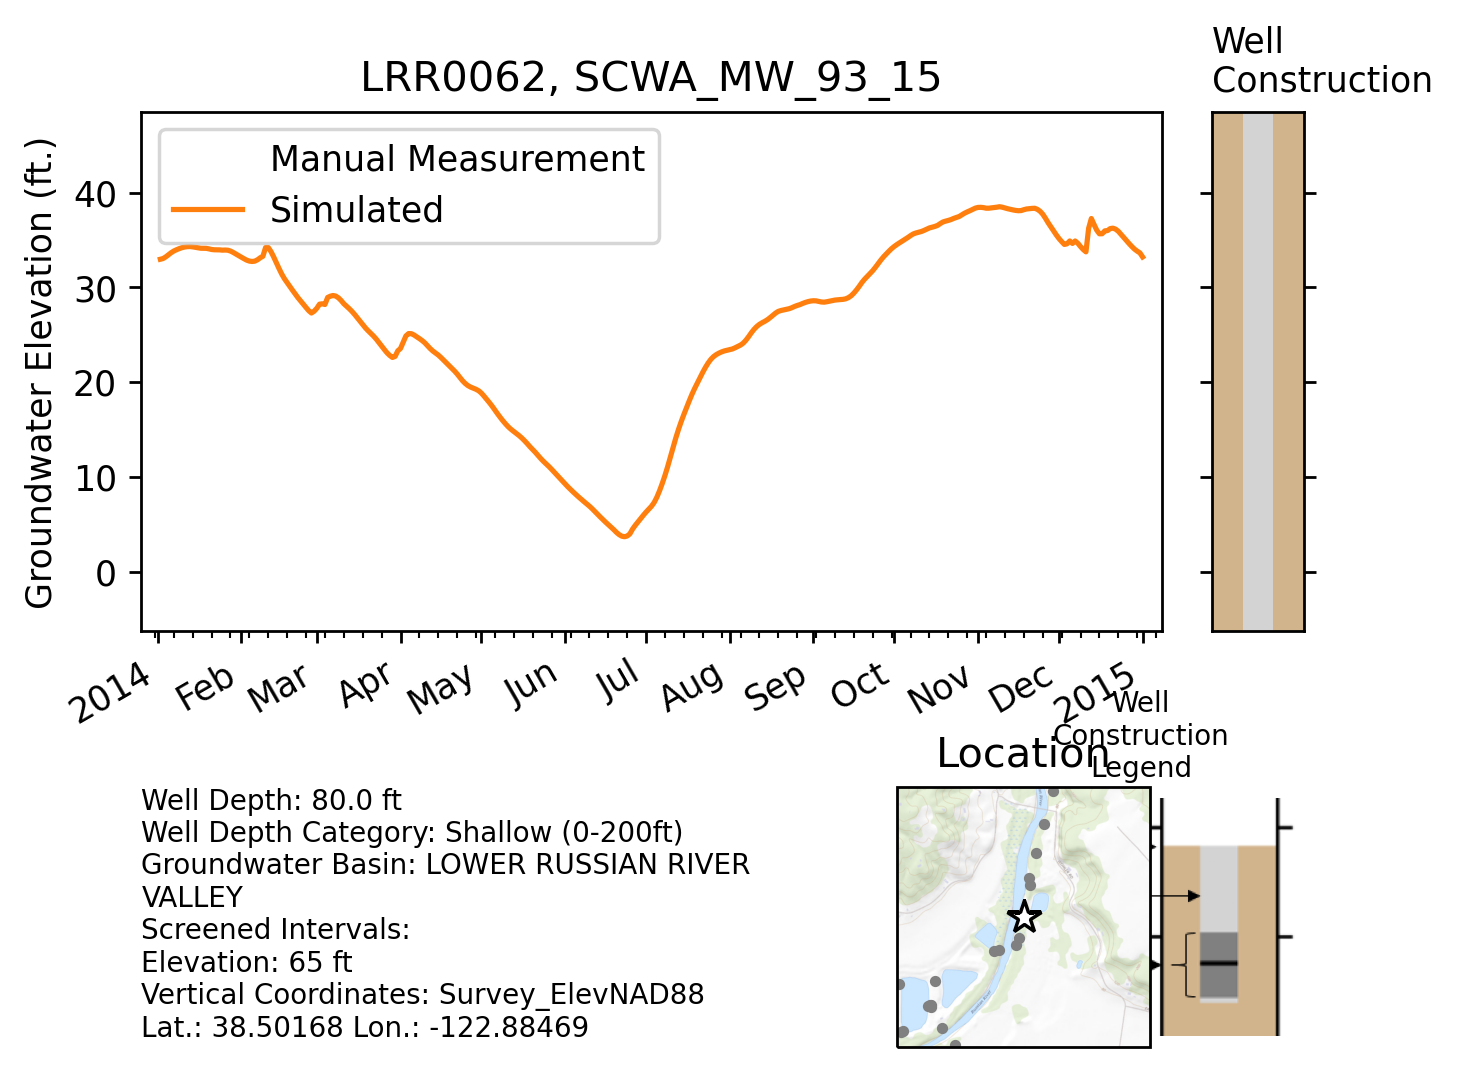 Well
Construction
LRR0062, SCWA_MW_93_15
Manual Measurement
Simulated
Groundwater Elevation (ft.)
40
30
20
10
0
2014
Feb
Mar
Apr
May
Jun
Jul
Aug
Sep
Oct
Nov
Dec
2015
Well
Construction
Legend
Location
Well Depth: 80.0 ft
Well Depth Category: Shallow (0-200ft)
Groundwater Basin: LOWER RUSSIAN RIVER
VALLEY
Screened Intervals:
Elevation: 65 ft
Vertical Coordinates: Survey_ElevNAD88
Lat.: 38.50168 Lon.: -122.88469